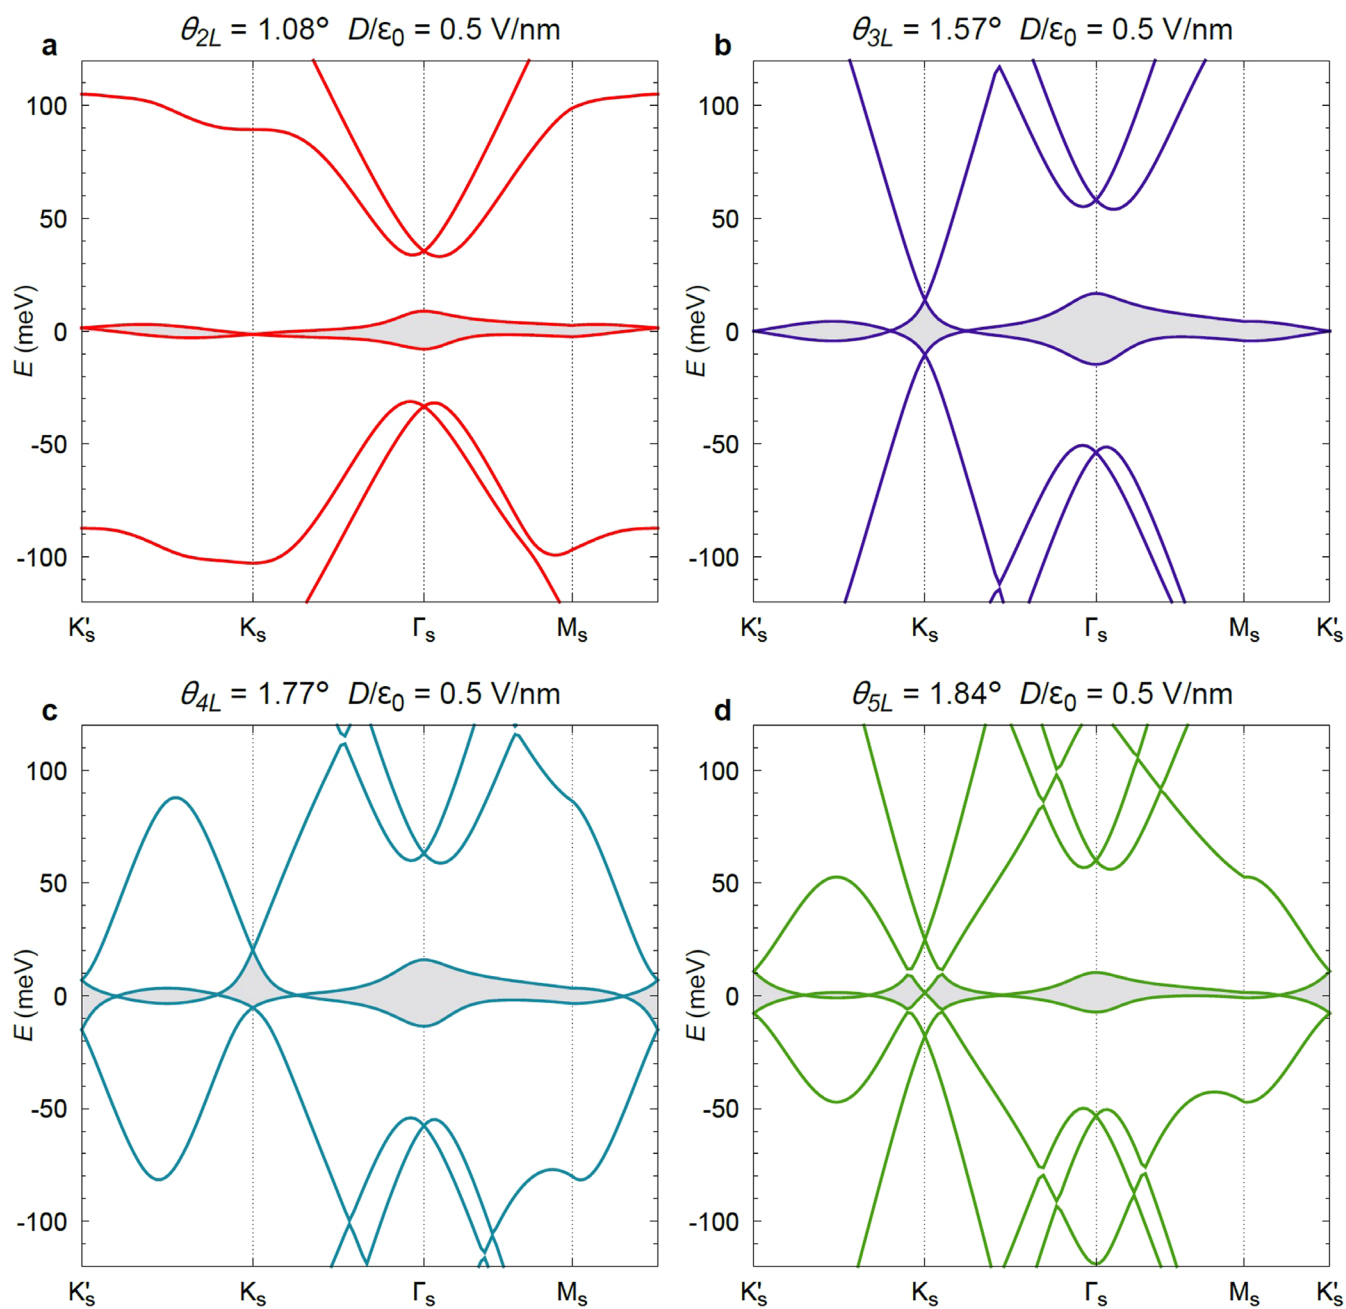 a θ2L = 1.08° D/ε0 = 0.5 V/nm
100
50
0
-50
-100
E (meV)
K's Ks Γs Ms
b θ3L = 1.57° D/ε0 = 0.5 V/nm
100
50
0
-50
-100
E (meV)
K's Ks Γs Ms K's
c θ4L = 1.77° D/ε0 = 0.5 V/nm
100
50
0
-50
-100
E (meV)
K's Ks Γs Ms
d θ5L = 1.84° D/ε0 = 0.5 V/nm
100
50
0
-50
-100
E (meV)
K's Ks Γs Ms K's